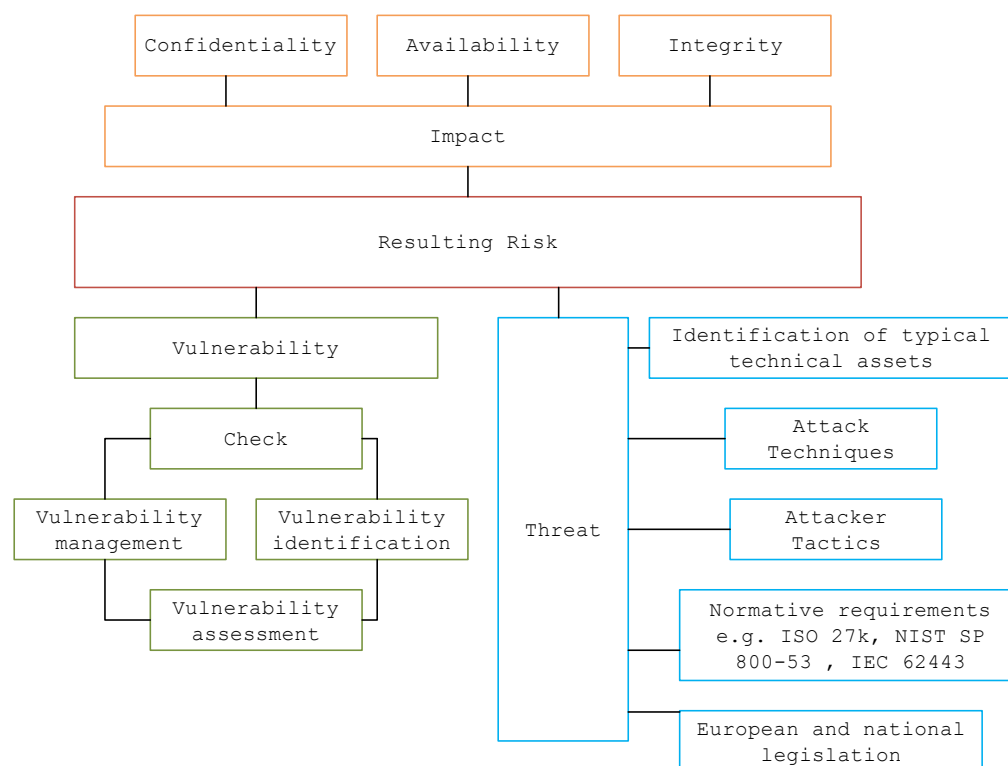 Confidentiality
Availability
Integrity
Impact
Resulting Risk
Vulnerability
Check
Vulnerability
management
Vulnerability
identification
Vulnerability
assessment
Threat
Identification of typical
technical assets
Attack
Techniques
Attacker
Tactics
Normative requirements
e.g. ISO 27k, NIST SP
800-53 , IEC 62443
European and national
legislation